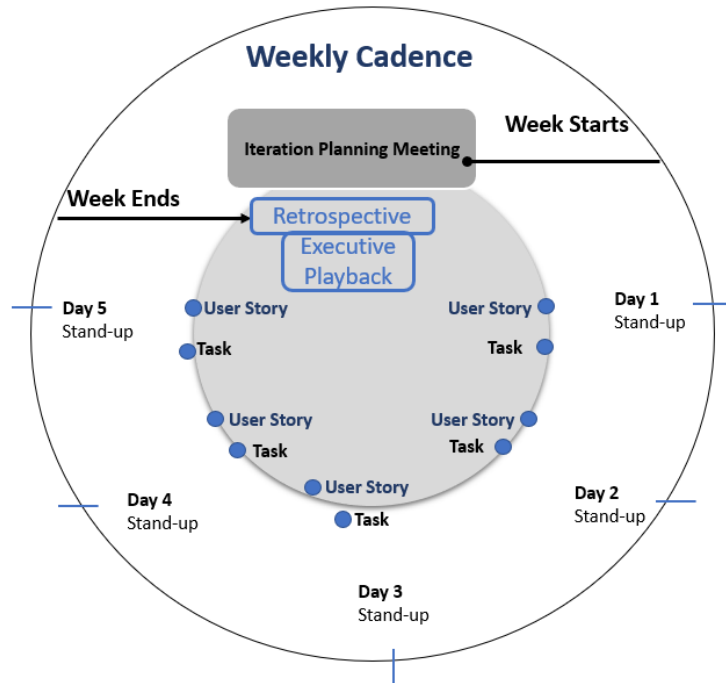 Weekly Cadence
Week Starts
Iteration Planning Meeting
Week Ends
Retrospective
Executive
Playback
Day 5
Stand-up
User Story
Task
User Story
Task
Day 1
Stand-up
User Story
Task
User Story
Task
Day 4
Stand-up
User Story
Task
Day 2
Stand-up
Day 3
Stand-up